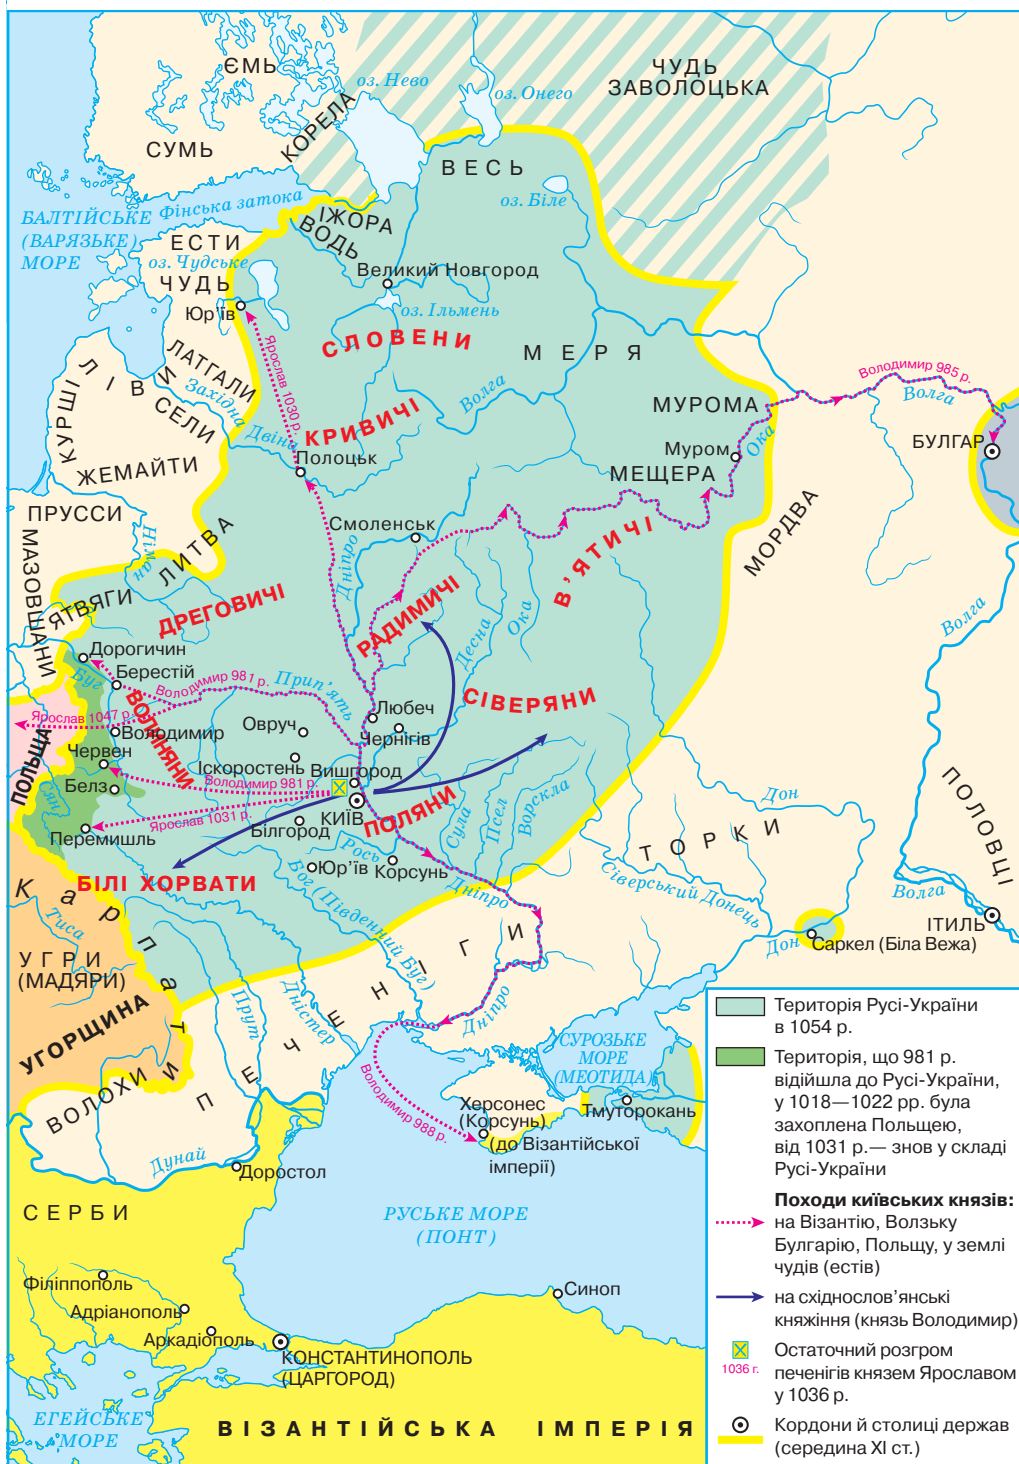 ЄМЬ
оз. Нево
оз. Онего
ЧУДЬ
ЗАВОЛОЦЬКА
СУМЬ
КОРЕЛА
ВЕСЬ
оз. Біле
БАЛТІЙСЬКЕ
(ВАРЯЗЬКЕ)
МОРЕ
Фінська затока
ІЖОРА
ВОДЬ
ЕСТИ
оз. Чудське
ЧУДЬ
Юр'їв
Великий Новгород
оз. Ільмень
СЛОВЕНИ
МЕРЯ
Ярослав 1030 р.
ЛАТГАЛИ
ЛІВИ
КУРШІ
СЕЛИ
Західна
Двіна
ЖЕМАЙТИ
Волга
КРИВИЧІ
Полоцьк
МУРОМА
Муром
Ока
МЕЩЕРА
Володимир 985 р.
Волга
БУЛГАР
ПРУССИ
МАЗОВШАНИ
Німан
ЛИТВА
ЯТВЯГИ
Смоленськ
Дніпро
В'ЯТИЧІ
МОРДВА
ДРЕГОВИЧІ
РАДИМИЧІ
Десна
Ока
Волга
Дорогичин
Буг
Берестій
Володимир 981 р.
Прип'ять
СІВЕРЯНИ
Ярослав 1047 р.
ВОЛИНЯНИ
Володимир
Любеч
Чернігів
Овруч
ПОЛЬЩА
Червен
Іскоростень
Вишгород
Володимир 981 р.
Белз
Сян
КИЇВ
ПОЛЯНИ
Ярослав 1031 р.
Білгород
Перемишль
Сула
Псел
Ворскла
Дон
ПОЛОВЦІ
ТОРКИ
Рось
Юр'їв
Корсунь
БІЛІ ХОРВАТИ
Бог (Південний Буг)
Дніпро
Сіверський Донець
Волга
ІТИЛЬ
Карпати
Тиса
УГРИ
(МАДЯРИ)
Дон
Саркел (Біла Вежа)
УГОРЩИНА
ВОЛОХИ
Прут
Дністер
ПЕЧЕНІГИ
Дніпро
Володимир 988 р.
СУРОЗЬКЕ
МОРЕ
(МЕОТИДА)
Тмуторокань
Херсонес
(Корсунь)
(до Візантійської
імперії)
Дунай
Доростол
СЕРБИ
РУСЬКЕ МОРЕ
(ПОНТ)
Філіппополь
Адріанополь
Аркадіополь
Синоп
КОНСТАНТИНОПОЛЬ
(ЦАРГОРОД)
ЕГЕЙСЬКЕ
МОРЕ
ВІЗАНТІЙСЬКА ІМПЕРІЯ
Територія Русі-України
в 1054 р.
Територія, що 981 р.
відійшла до Русі-України,
у 1018—1022 рр. була
захоплена Польщею,
від 1031 р.— знов у складі
Русі-України
Походи київських князів:
на Візантію, Волзьку
Булгарію, Польщу, у землі
чудів (естів)
на східнослов'янські
княжіння (князь Володимир)
1036 г.
Остаточний розгром
печенігів князем Ярославом
у 1036 р.
Кордони й столиці держав
(середина XI ст.)